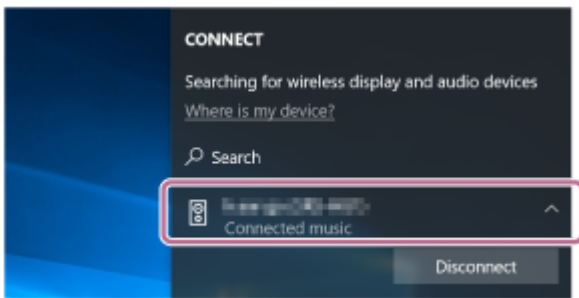 CONNECT
Searching for wireless display and audio devices
Where is my device?
Search
Connected music
Disconnect